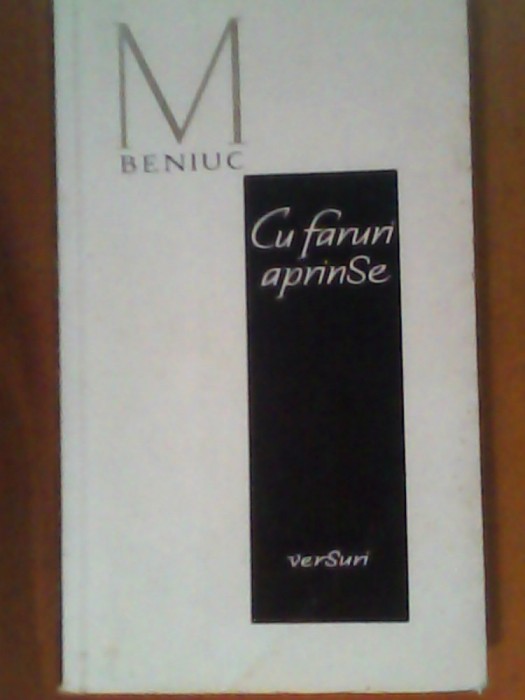 M
BENIUC
Cu faruri
aprinSe
verSuri